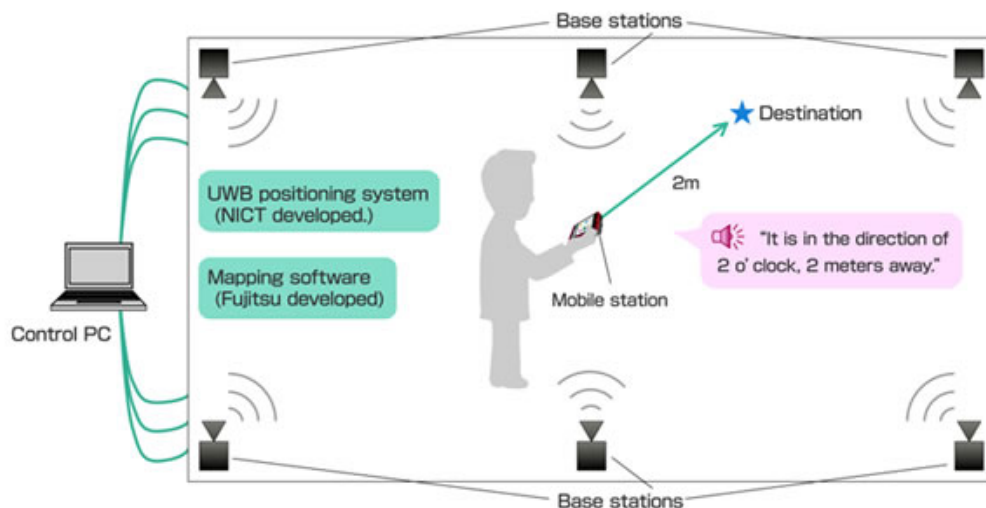 Base stations
Destination
2m
UWB positioning system
(NICT developed.)
"It is in the direction of
2 o' clock, 2 meters away."
Mapping software
(Fujitsu developed)
Mobile station
Control PC
Base stations